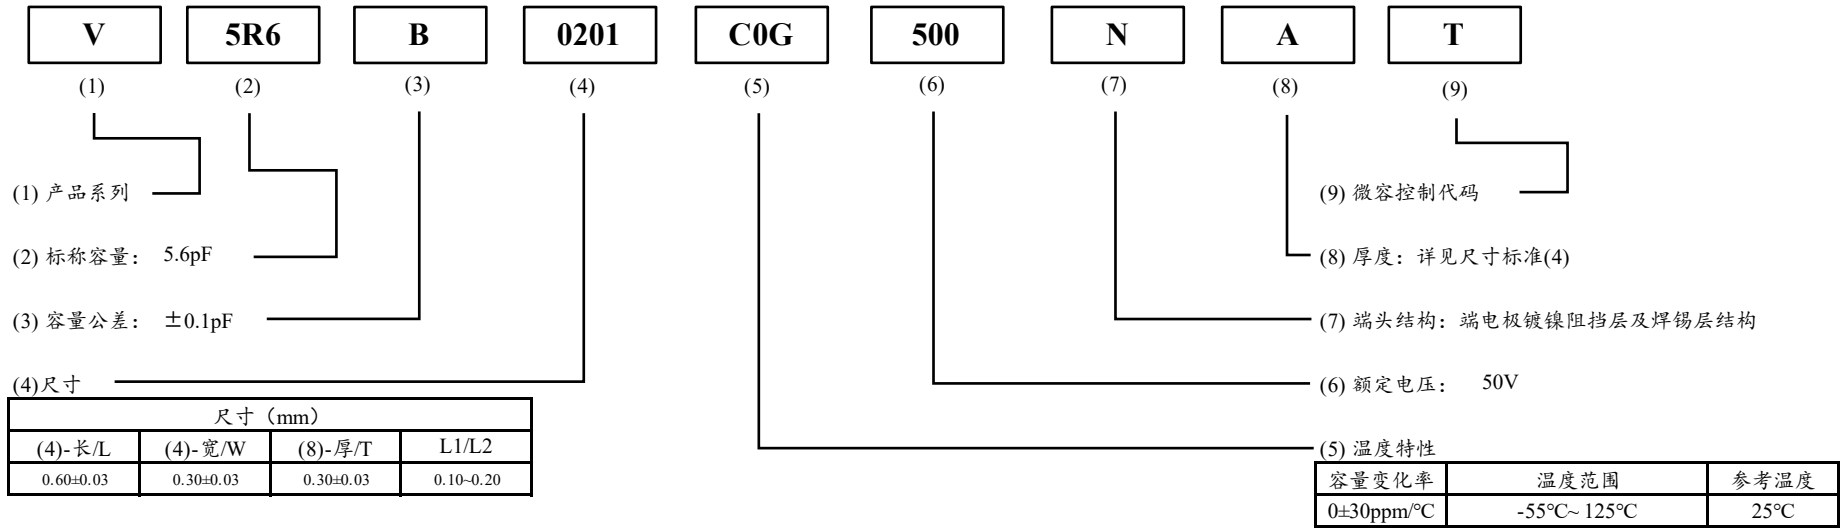 V 5R6 B 0201 C0G 500 N A T
(1) (2) (3) (4) (5) (6) (7) (8) (9)
(1) 产品系列
(9) 微容控制代码
(2) 标称容量： 5.6pF
(8) 厚度：详见尺寸标准(4)
(3) 容量公差： ±0.1pF
(7) 端头结构：端电极镀镍阻挡层及焊锡层结构
(4)尺寸
(6) 额定电压： 50V
尺寸（mm）
(4)-长/L (4)-宽/W (8)-厚/T L1/L2
0.60±0.03 0.30±0.03 0.30±0.03 0.10~0.20
(5) 温度特性
容量变化率 温度范围 参考温度
0±30ppm/℃ -55℃~ 125℃ 25℃